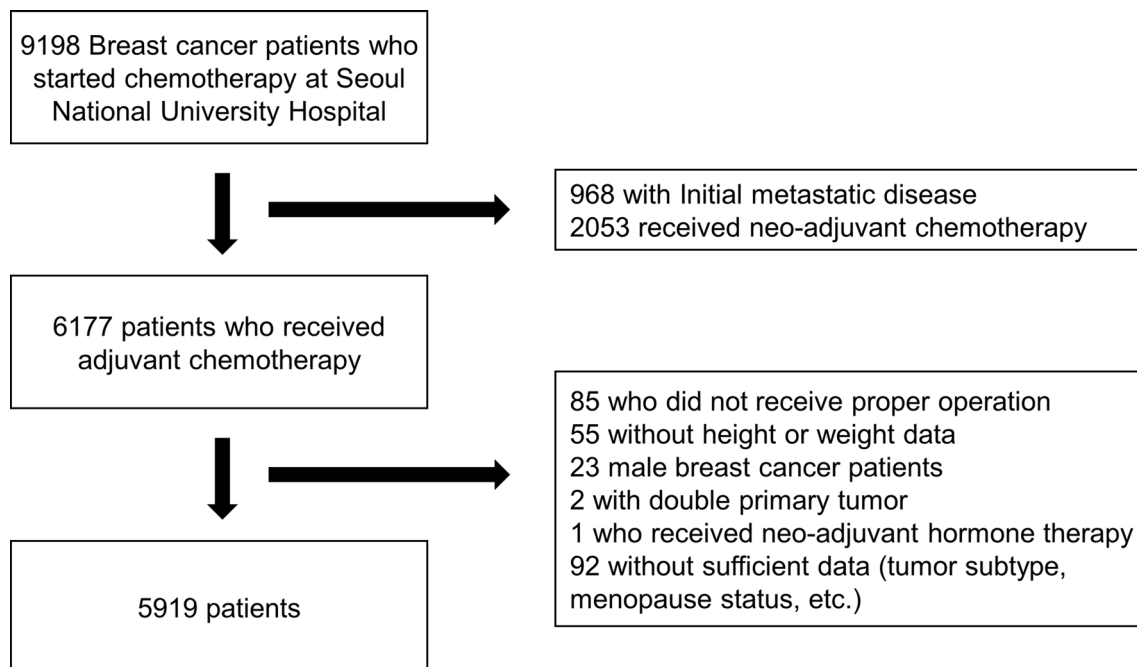 9198 Breast cancer patients who
started chemotherapy at Seoul
National University Hospital
968 with Initial metastatic disease
2053 received neo-adjuvant chemotherapy
6177 patients who received
adjuvant chemotherapy
85 who did not receive proper operation
55 without height or weight data
23 male breast cancer patients
2 with double primary tumor
1 who received neo-adjuvant hormone therapy
92 without sufficient data (tumor subtype,
menopause status, etc.)
5919 patients